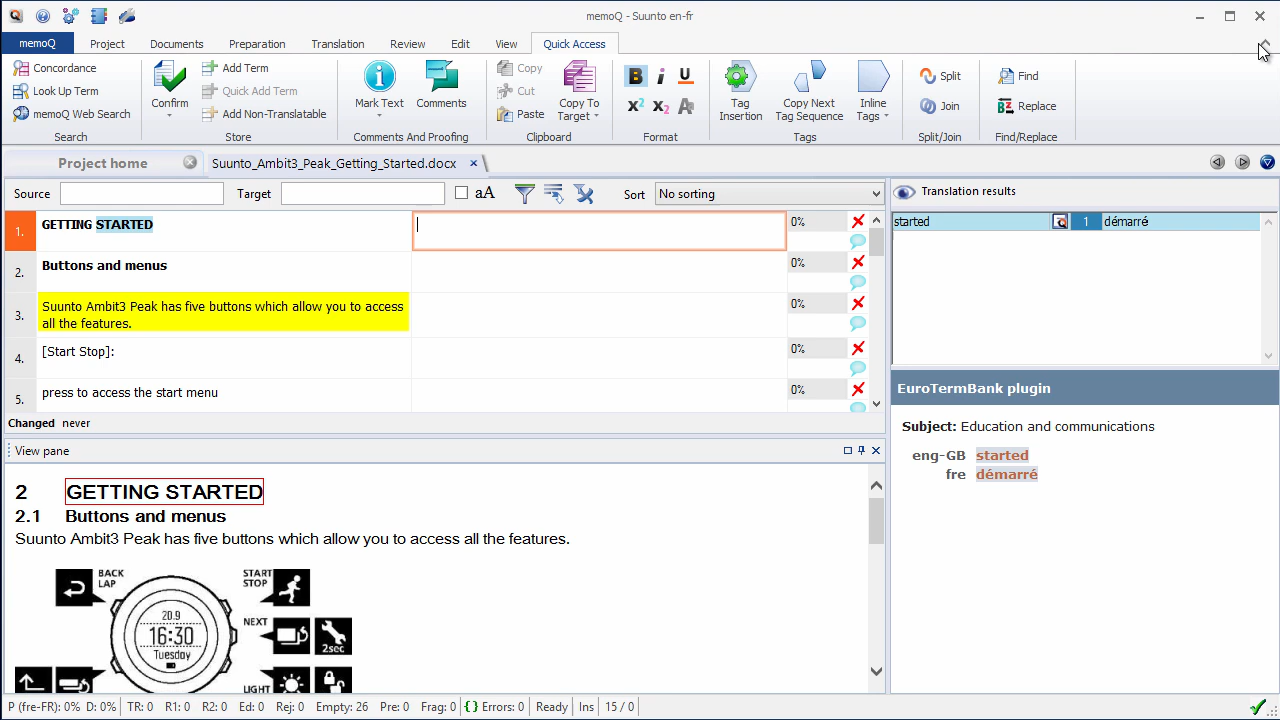 memoQ - Suunto en-fr
memoQ Project Documents Preparation Translation Review Edit View Quick Access
Concordance
Look Up Term
memoQ Web Search
Search
Confirm
Add Term
Quick Add Term
Add Non-Translatable
Store
Mark Text
Comments
Comments And Proofing
Copy
Cut
Paste
Copy To
Target
Clipboard
B i U
x² x₂ A
Format
Tag
Insertion
Copy Next
Tag Sequence
Inline
Tags
Tags
Split
Join
Split/Join
Find
Replace
Find/Replace
Project home
Suunto_Ambit3_Peak_Getting_Started.docx
Source Target aA Sort No sorting
1. GETTING STARTED 0%
2. Buttons and menus 0%
3. Suunto Ambit3 Peak has five buttons which allow you to access
all the features. 0%
4. [Start Stop]: 0%
5. press to access the start menu 0%
Changed never
Translation results
started 1 démarré
EuroTermBank plugin
Subject: Education and communications
eng-GB started
fre démarré
View pane
2 GETTING STARTED
2.1 Buttons and menus
Suunto Ambit3 Peak has five buttons which allow you to access all the features.
BACK
LAP
START
STOP
20.9
16:30
Tuesday
NEXT
2sec
LIGHT
P (fre-FR): 0% D: 0% TR: 0 R1: 0 R2: 0 Ed: 0 Rej: 0 Empty: 26 Pre: 0 Frag: 0 {} Errors: 0 Ready Ins 15 / 0